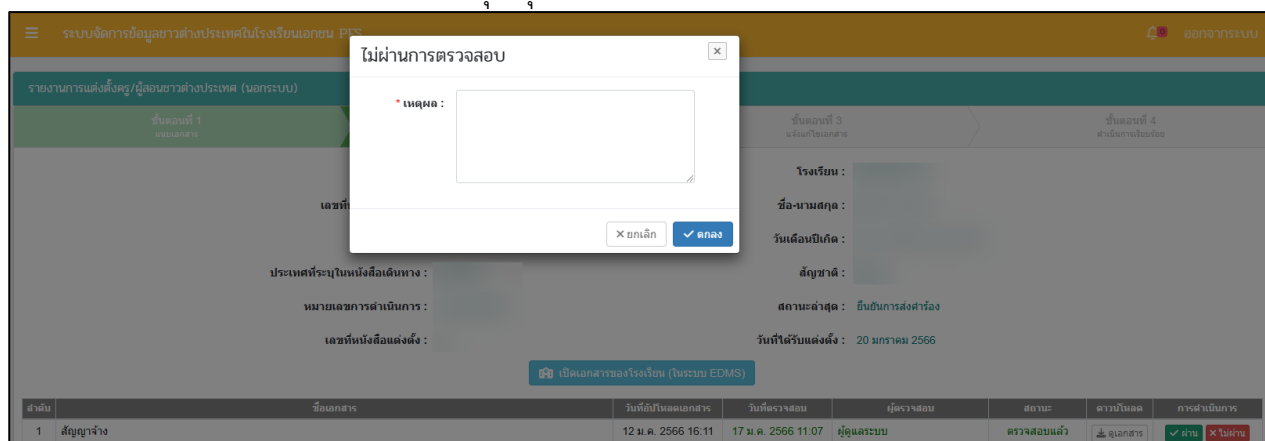 ระบบจัดการข้อมูลชาวต่างประเทศในโรงเรียนเอกชน PFS
ออกจากระบบ
ไม่ผ่านการตรวจสอบ
รายงานการแต่งตั้งครู/ผู้สอนชาวต่างประเทศ (นอกระบบ)
* เหตุผล :
ขั้นตอนที่ 1
แนบเอกสาร
ขั้นตอนที่ 3
แจ้งแก้ไขเอกสาร
ขั้นตอนที่ 4
ดำเนินการเรียบร้อย
โรงเรียน :
เลขที่
ชื่อ-นามสกุล :
× ยกเลิก
✓ ตกลง
วันเดือนปีเกิด :
ประเทศที่ระบุในหนังสือเดินทาง :
สัญชาติ :
หมายเลขการดำเนินการ :
สถานะล่าสุด : ยืนยันการส่งคำร้อง
เลขที่หนังสือแต่งตั้ง :
วันที่ได้รับแต่งตั้ง : 20 มกราคม 2566
เปิดเอกสารของโรงเรียน (ในระบบ EDMS)
ลำดับ ชื่อเอกสาร วันที่อัปโหลดเอกสาร วันที่ตรวจสอบ ผู้ตรวจสอบ สถานะ ดาวน์โหลด การดำเนินการ
1 สัญญาจ้าง 12 ม.ค. 2566 16:11 17 ม.ค. 2566 11:07 ผู้ดูแลระบบ ตรวจสอบแล้ว ดูเอกสาร ✓ ผ่าน × ไม่ผ่าน